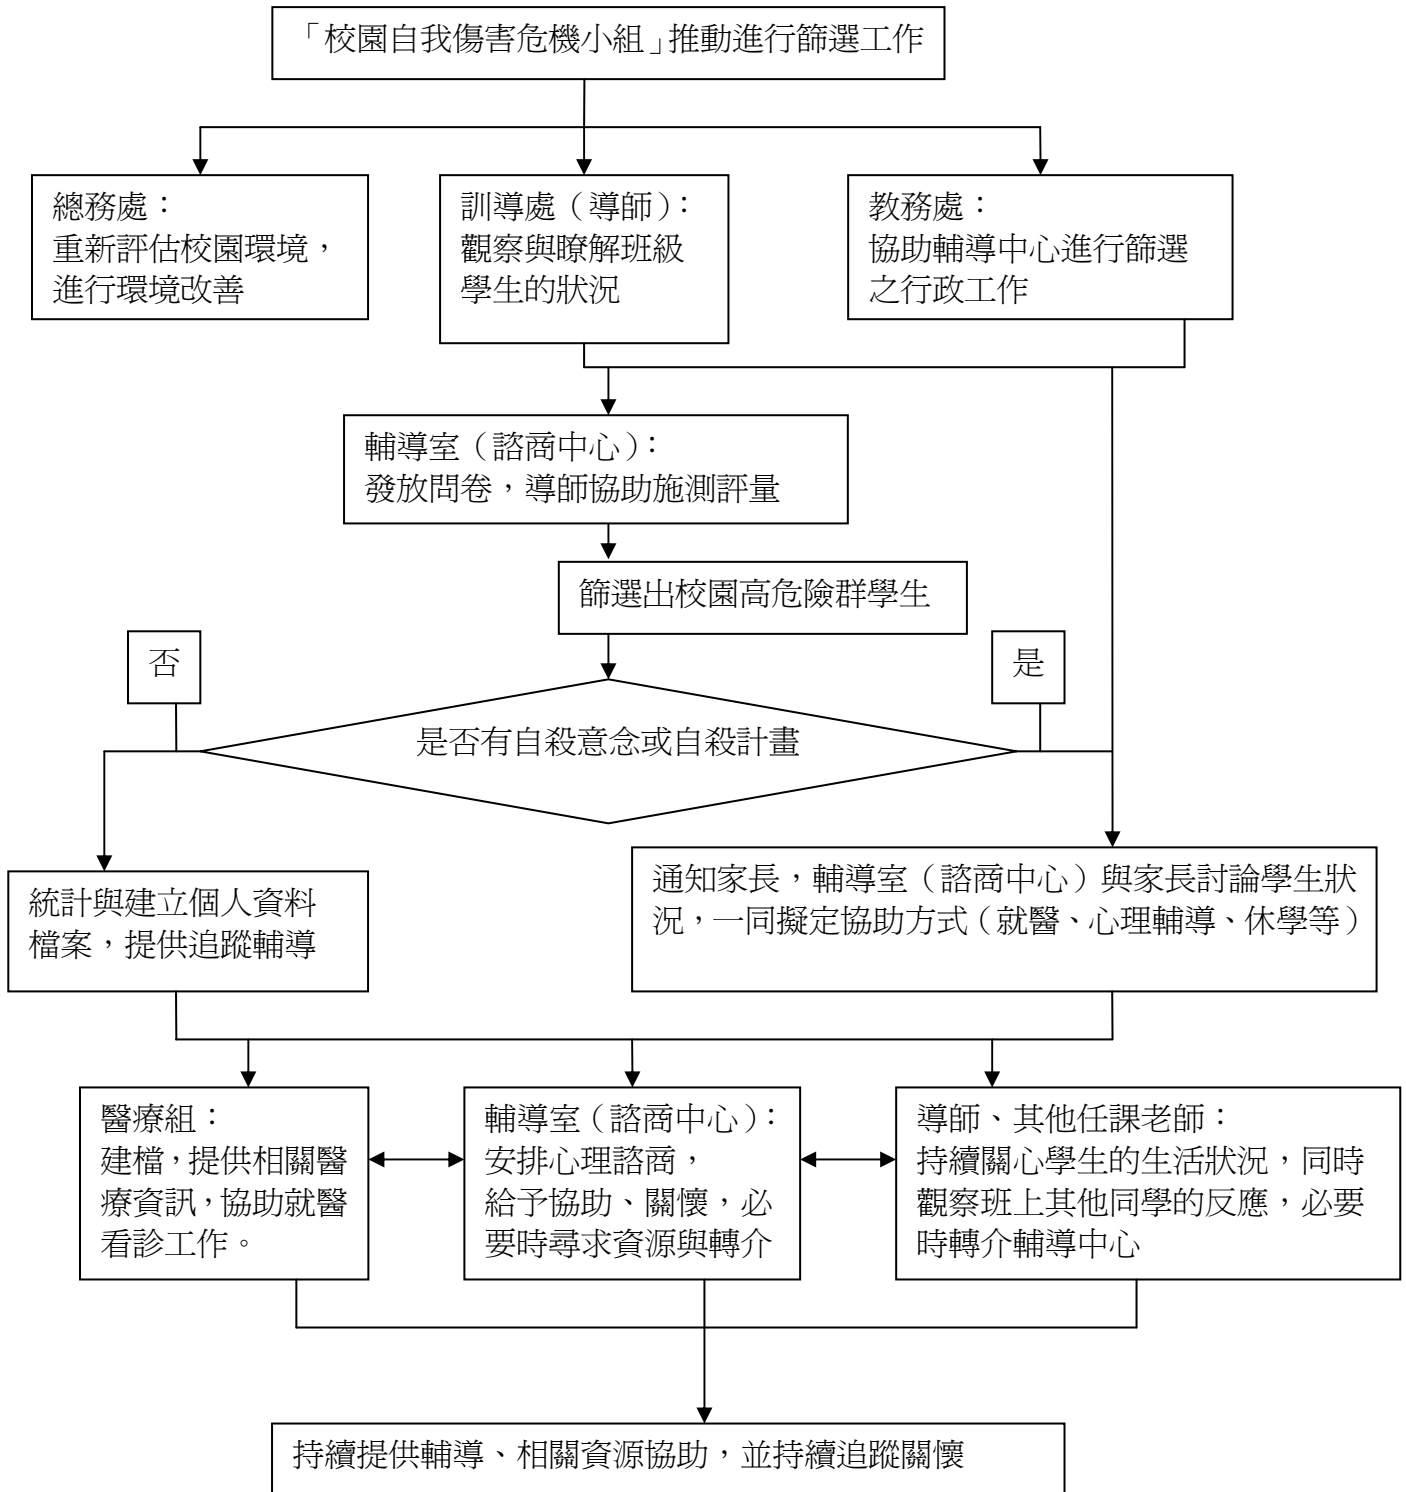 「校園自我傷害危機小組」推動進行篩選工作
總務處：
重新評估校園環境，
進行環境改善
訓導處（導師）：
觀察與瞭解班級
學生的狀況
教務處：
協助輔導中心進行篩選
之行政工作
輔導室（諮商中心）：
發放問卷，導師協助施測評量
篩選出校園高危險群學生
否
是
是否有自殺意念或自殺計畫
統計與建立個人資料
檔案，提供追蹤輔導
通知家長，輔導室（諮商中心）與家長討論學生狀
況，一同擬定協助方式（就醫、心理輔導、休學等）
醫療組：
建檔，提供相關醫
療資訊，協助就醫
看診工作。
輔導室（諮商中心）：
安排心理諮商，
給予協助、關懷，必
要時尋求資源與轉介
導師、其他任課老師：
持續關心學生的生活狀況，同時
觀察班上其他同學的反應，必要
時轉介輔導中心
持續提供輔導、相關資源協助，並持續追蹤關懷